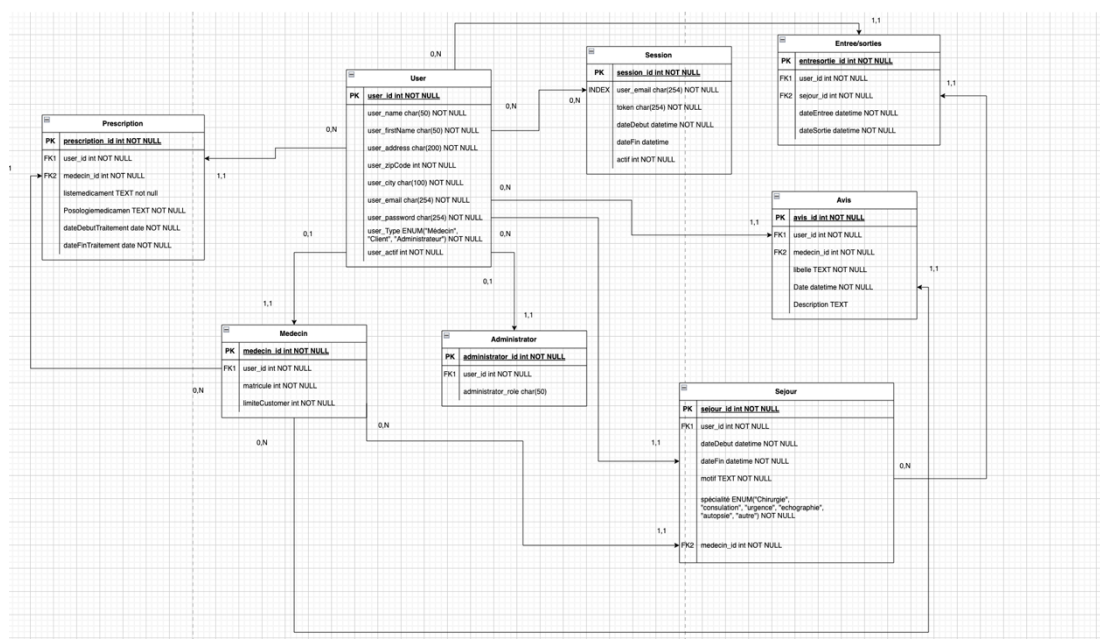 1,1
Entree/sorties
PK entresortie_id int NOT NULL
FK1 user_id int NOT NULL
FK2 sejour_id int NOT NULL
dateEntree datetime NOT NULL
dateSortie datetime NOT NULL
1,1
0,N
Session
PK session_id int NOT NULL
INDEX user_email char(254) NOT NULL
token char(254) NOT NULL
dateDebut datetime NOT NULL
dateFin datetime
actif int NOT NULL
0,N
0,N
User
user_id int NOT NULL
PK
user_name char(50) NOT NULL
user_firstName char(50) NOT NULL
user_address char(200) NOT NULL
user_zipCode int NOT NULL
user_city char(100) NOT NULL
user_email char(254) NOT NULL
user_password char(254) NOT NULL
user_Type ENUM("Médecin",
"Client", "Administrateur") NOT NULL
user_actif int NOT NULL
0,N
0,N
0,N
0,1
0,1
Prescription
PK prescription_id int NOT NULL
FK1 user_id int NOT NULL
FK2 medecin_id int NOT NULL
listemedicament TEXT not null
Posologiemedicamen TEXT NOT NULL
dateDebutTraitement date NOT NULL
dateFinTraitement date NOT NULL
1,1
Avis
PK avis_id int NOT NULL
FK1 user_id int NOT NULL
FK2 medecin_id int NOT NULL
libelle TEXT NOT NULL
Date datetime NOT NULL
Description TEXT
1,1
1,1
1,1
Medecin
PK medecin_id int NOT NULL
FK1 user_id int NOT NULL
matricule int NOT NULL
limiteCustomer int NOT NULL
0,N
0,N
0,N
1,1
Administrator
PK administrator_id int NOT NULL
FK1 user_id int NOT NULL
administrator_role char(50)
Sejour
PK sejour_id int NOT NULL
FK1 user_id int NOT NULL
dateDebut datetime NOT NULL
dateFin datetime NOT NULL
motif TEXT NOT NULL
spécialité ENUM("Chirurgie",
"consulation", "urgence", "echographie",
"autopsie", "autre") NOT NULL
FK2 medecin_id int NOT NULL
1,1
0,N
1,1